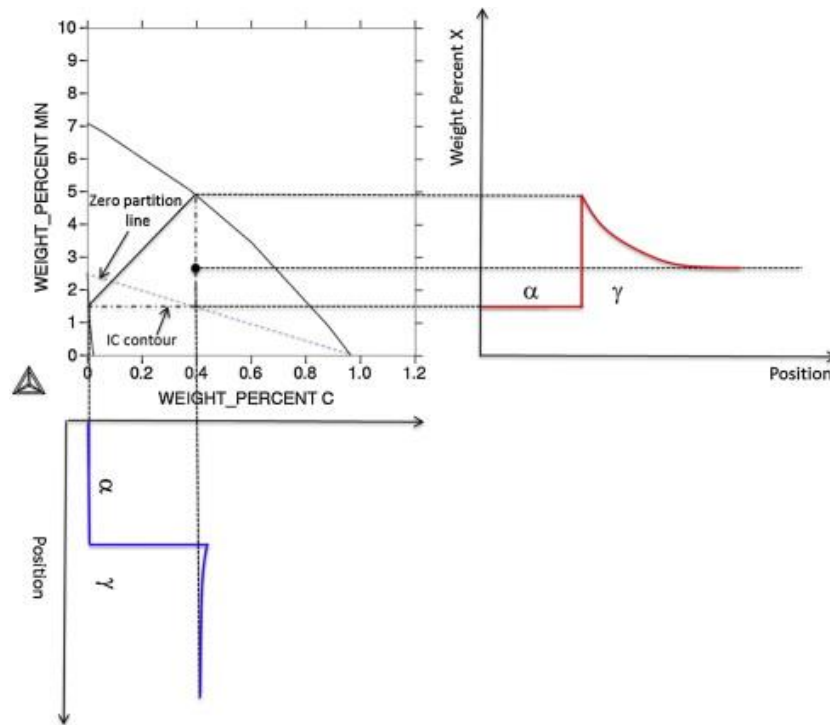 10
9
8
7
6
5
4
3
2
1
0
WEIGHT_PERCENT MN
Zero partition
line
IC contour
0 0.2 0.4 0.6 0.8 1.0 1.2
WEIGHT_PERCENT C
Weight Percent X
α γ
Position
α
γ
Position